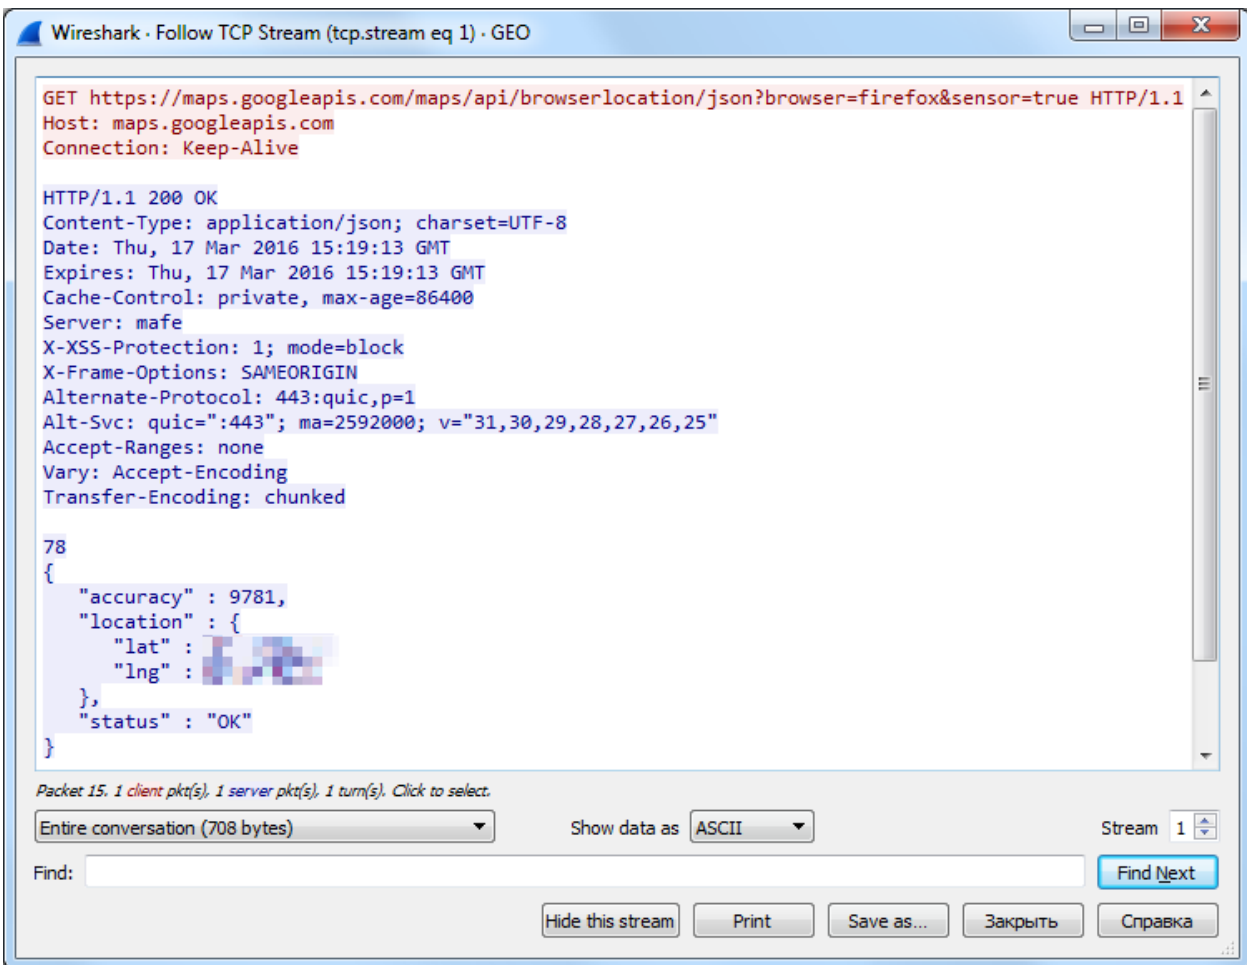 Wireshark · Follow TCP Stream (tcp.stream eq 1) · GEO
GET https://maps.googleapis.com/maps/api/browserlocation/json?browser=firefox&sensor=true HTTP/1.1
Host: maps.googleapis.com
Connection: Keep-Alive
HTTP/1.1 200 OK
Content-Type: application/json; charset=UTF-8
Date: Thu, 17 Mar 2016 15:19:13 GMT
Expires: Thu, 17 Mar 2016 15:19:13 GMT
Cache-Control: private, max-age=86400
Server: mafe
X-XSS-Protection: 1; mode=block
X-Frame-Options: SAMEORIGIN
Alternate-Protocol: 443:quic,p=1
Alt-Svc: quic=":443"; ma=2592000; v="31,30,29,28,27,26,25"
Accept-Ranges: none
Vary: Accept-Encoding
Transfer-Encoding: chunked
78
{
"accuracy" : 9781,
"location" : {
"lat" :
"lng" :
},
"status" : "OK"
}
Packet 15. 1 client pkt(s), 1 server pkt(s), 1 turn(s). Click to select.
Entire conversation (708 bytes) Show data as ASCII Stream 1
Find: Find Next
Hide this stream Print Save as... Закрыть Справка